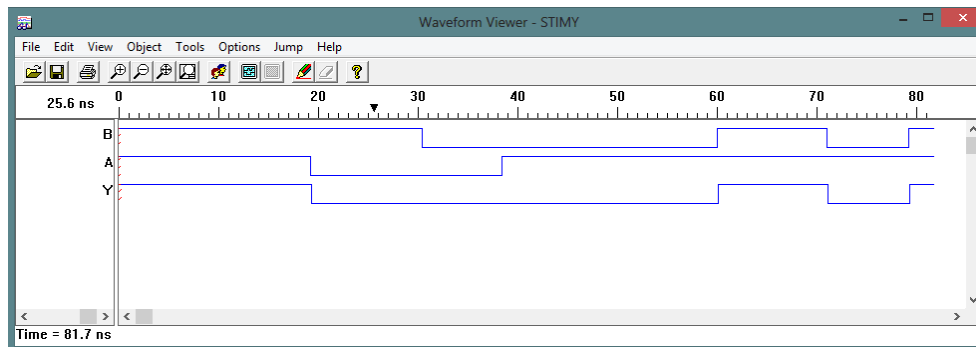 Waveform Viewer - STIMY
File Edit View Object Tools Options Jump Help
25.6 ns 0 10 20 30 40 50 60 70 80
B
A
Y
Time = 81.7 ns